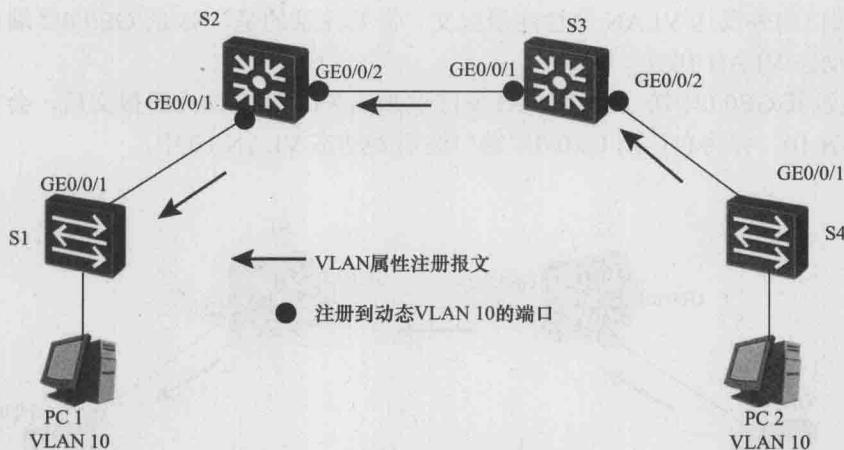 S2
S3
GE0/0/2
GE0/0/1
GE0/0/2
GE0/0/1
GE0/0/1
GE0/0/1
S1
S4
VLAN属性注册报文
注册到动态VLAN 10的端口
PC 1
VLAN 10
PC 2
VLAN 10